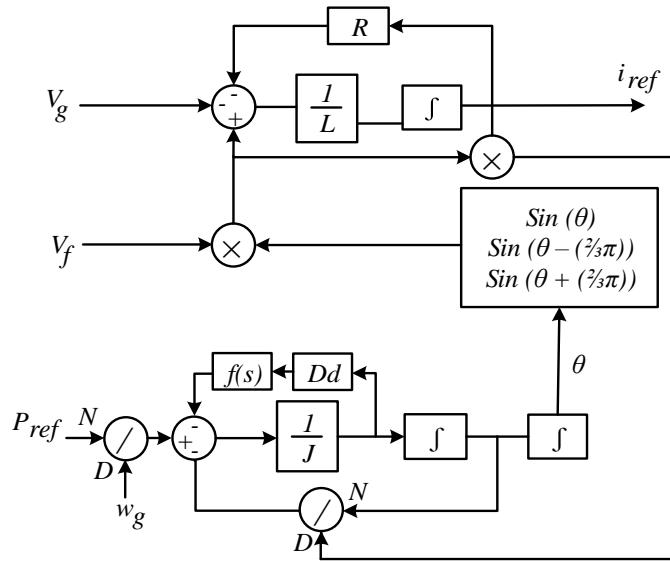 R
V_g
- -
+
1/L
∫
i_ref
×
V_f
×
Sin (θ)
Sin (θ – (⅔π))
Sin (θ + (⅔π))
θ
f(s)
Dd
P_ref
N
/
D
w_g
-
+
-
1/J
∫
∫
N
/
D